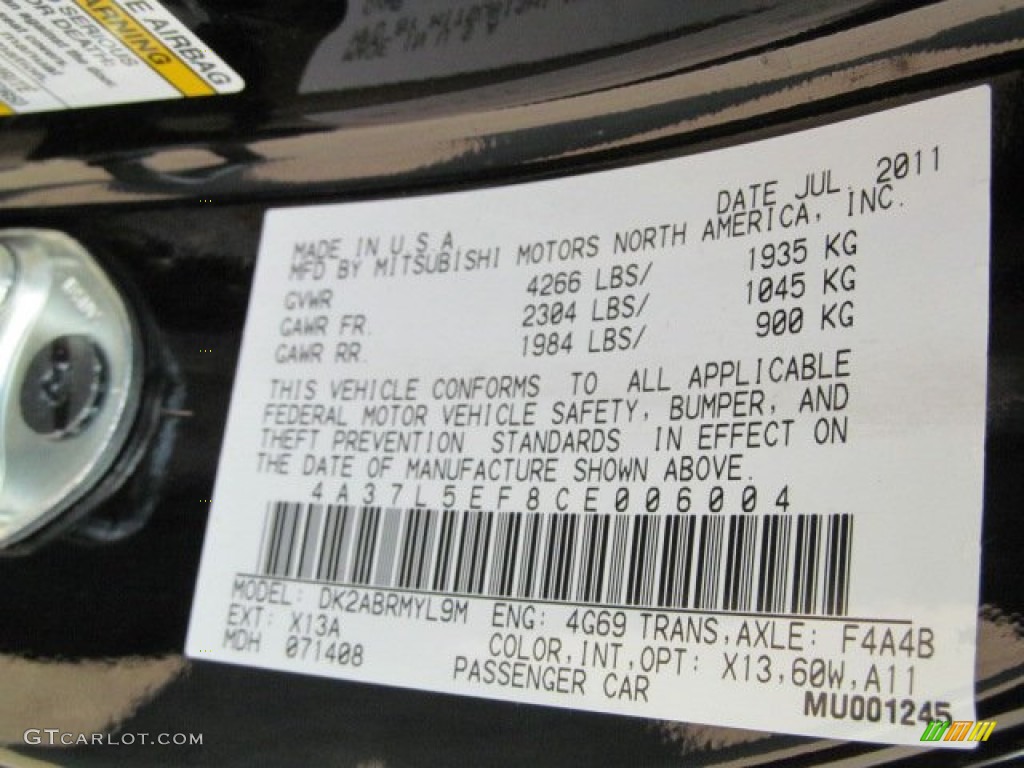 E AIRBAG
WARNING
SERIOUS
OR DEATH:
MADE IN U.S.A. DATE JUL. 2011
MFD BY MITSUBISHI MOTORS NORTH AMERICA, INC.
GVWR 4266 LBS/ 1935 KG
GAWR FR. 2304 LBS/ 1045 KG
GAWR RR. 1984 LBS/ 900 KG
THIS VEHICLE CONFORMS TO ALL APPLICABLE
FEDERAL MOTOR VEHICLE SAFETY, BUMPER, AND
THEFT PREVENTION STANDARDS IN EFFECT ON
THE DATE OF MANUFACTURE SHOWN ABOVE.
4A37L5EF8CE006004
MODEL: DK2ABRMYL9M ENG: 4G69 TRANS,AXLE: F4A4B
EXT: X13A COLOR,INT,OPT: X13,60W,A11
MDH 071408 PASSENGER CAR
MU001245
GTCARLOT.COM